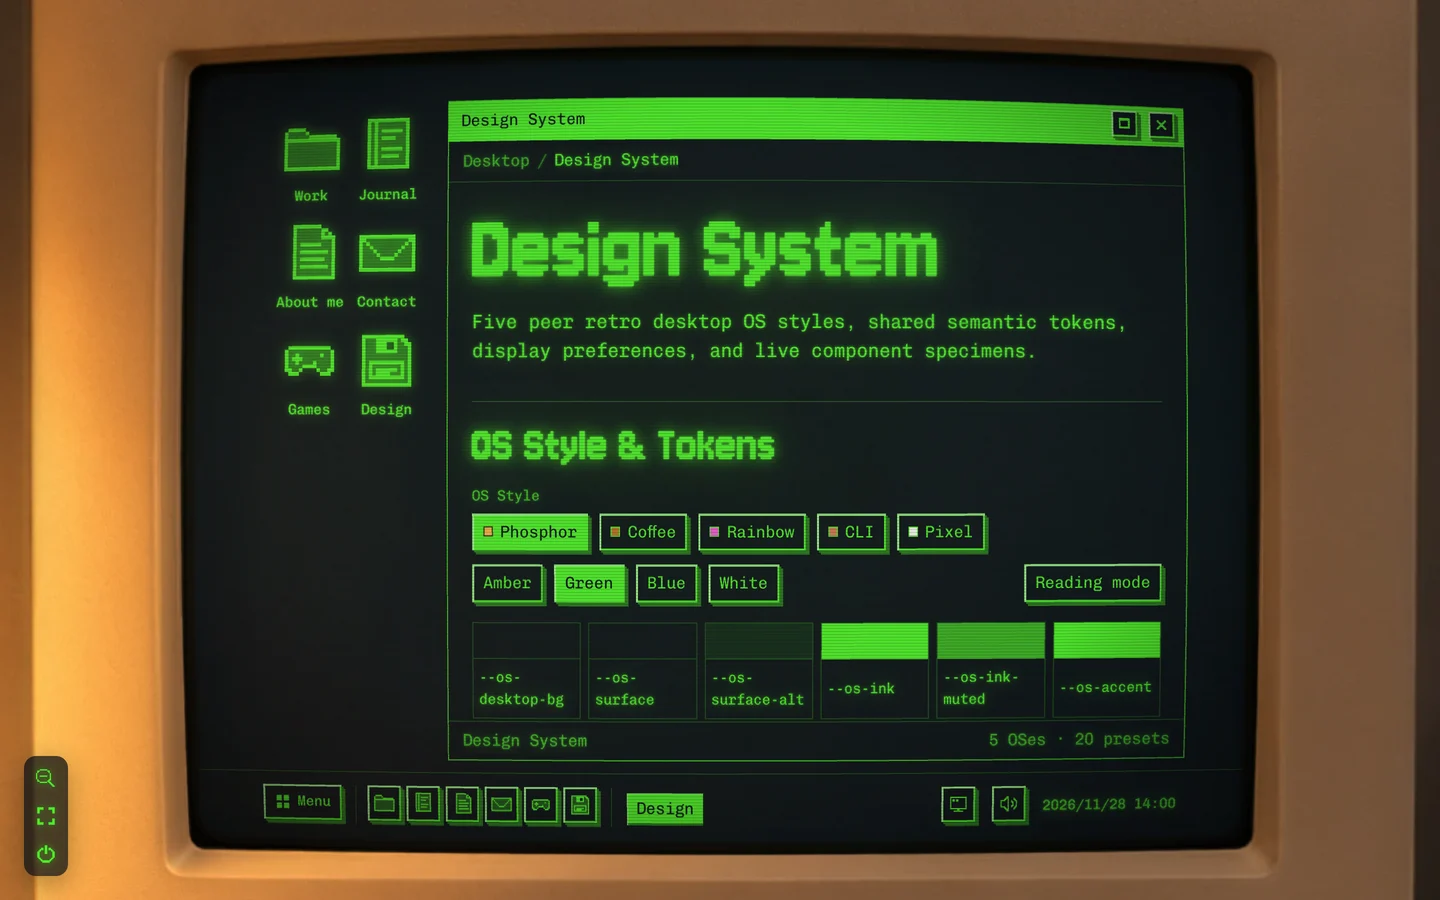 Design System
Desktop / Design System
Work
Journal
About me
Contact
Games
Design
Design System
Five peer retro desktop OS styles, shared semantic tokens,
display preferences, and live component specimens.
OS Style & Tokens
OS Style
Phosphor
Coffee
Rainbow
CLI
Pixel
Amber
Green
Blue
White
Reading mode
--os-
desktop-bg
--os-
surface
--os-
surface-alt
--os-ink
--os-ink-
muted
--os-accent
Design System
5 OSes · 20 presets
Menu
Design
2026/11/28 14:00